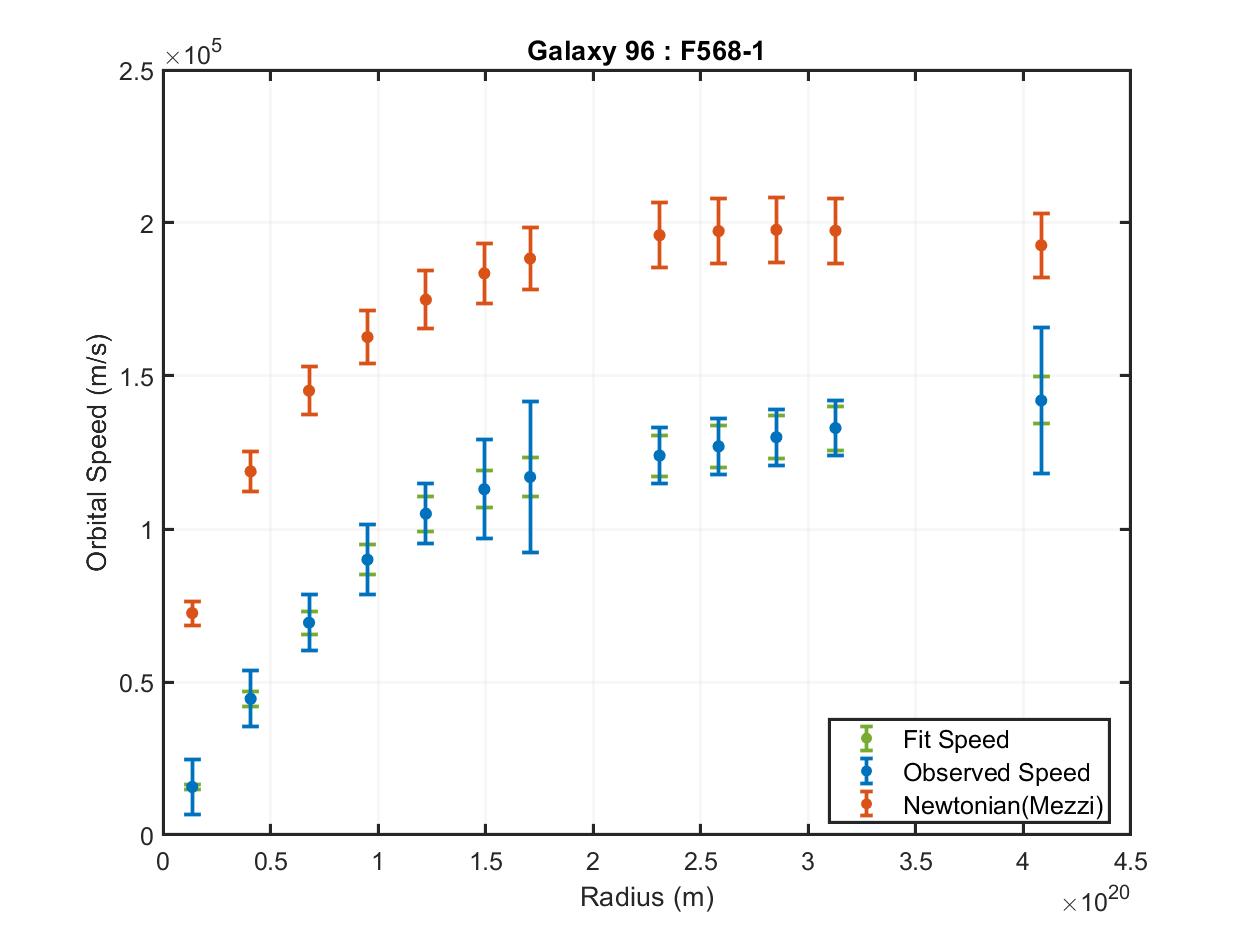 Galaxy 96 : F568-1
×10^5
2.5
2
1.5
1
0.5
0
Orbital Speed (m/s)
0 0.5 1 1.5 2 2.5 3 3.5 4 4.5
Radius (m)
×10^20
Fit Speed
Observed Speed
Newtonian(Mezzi)